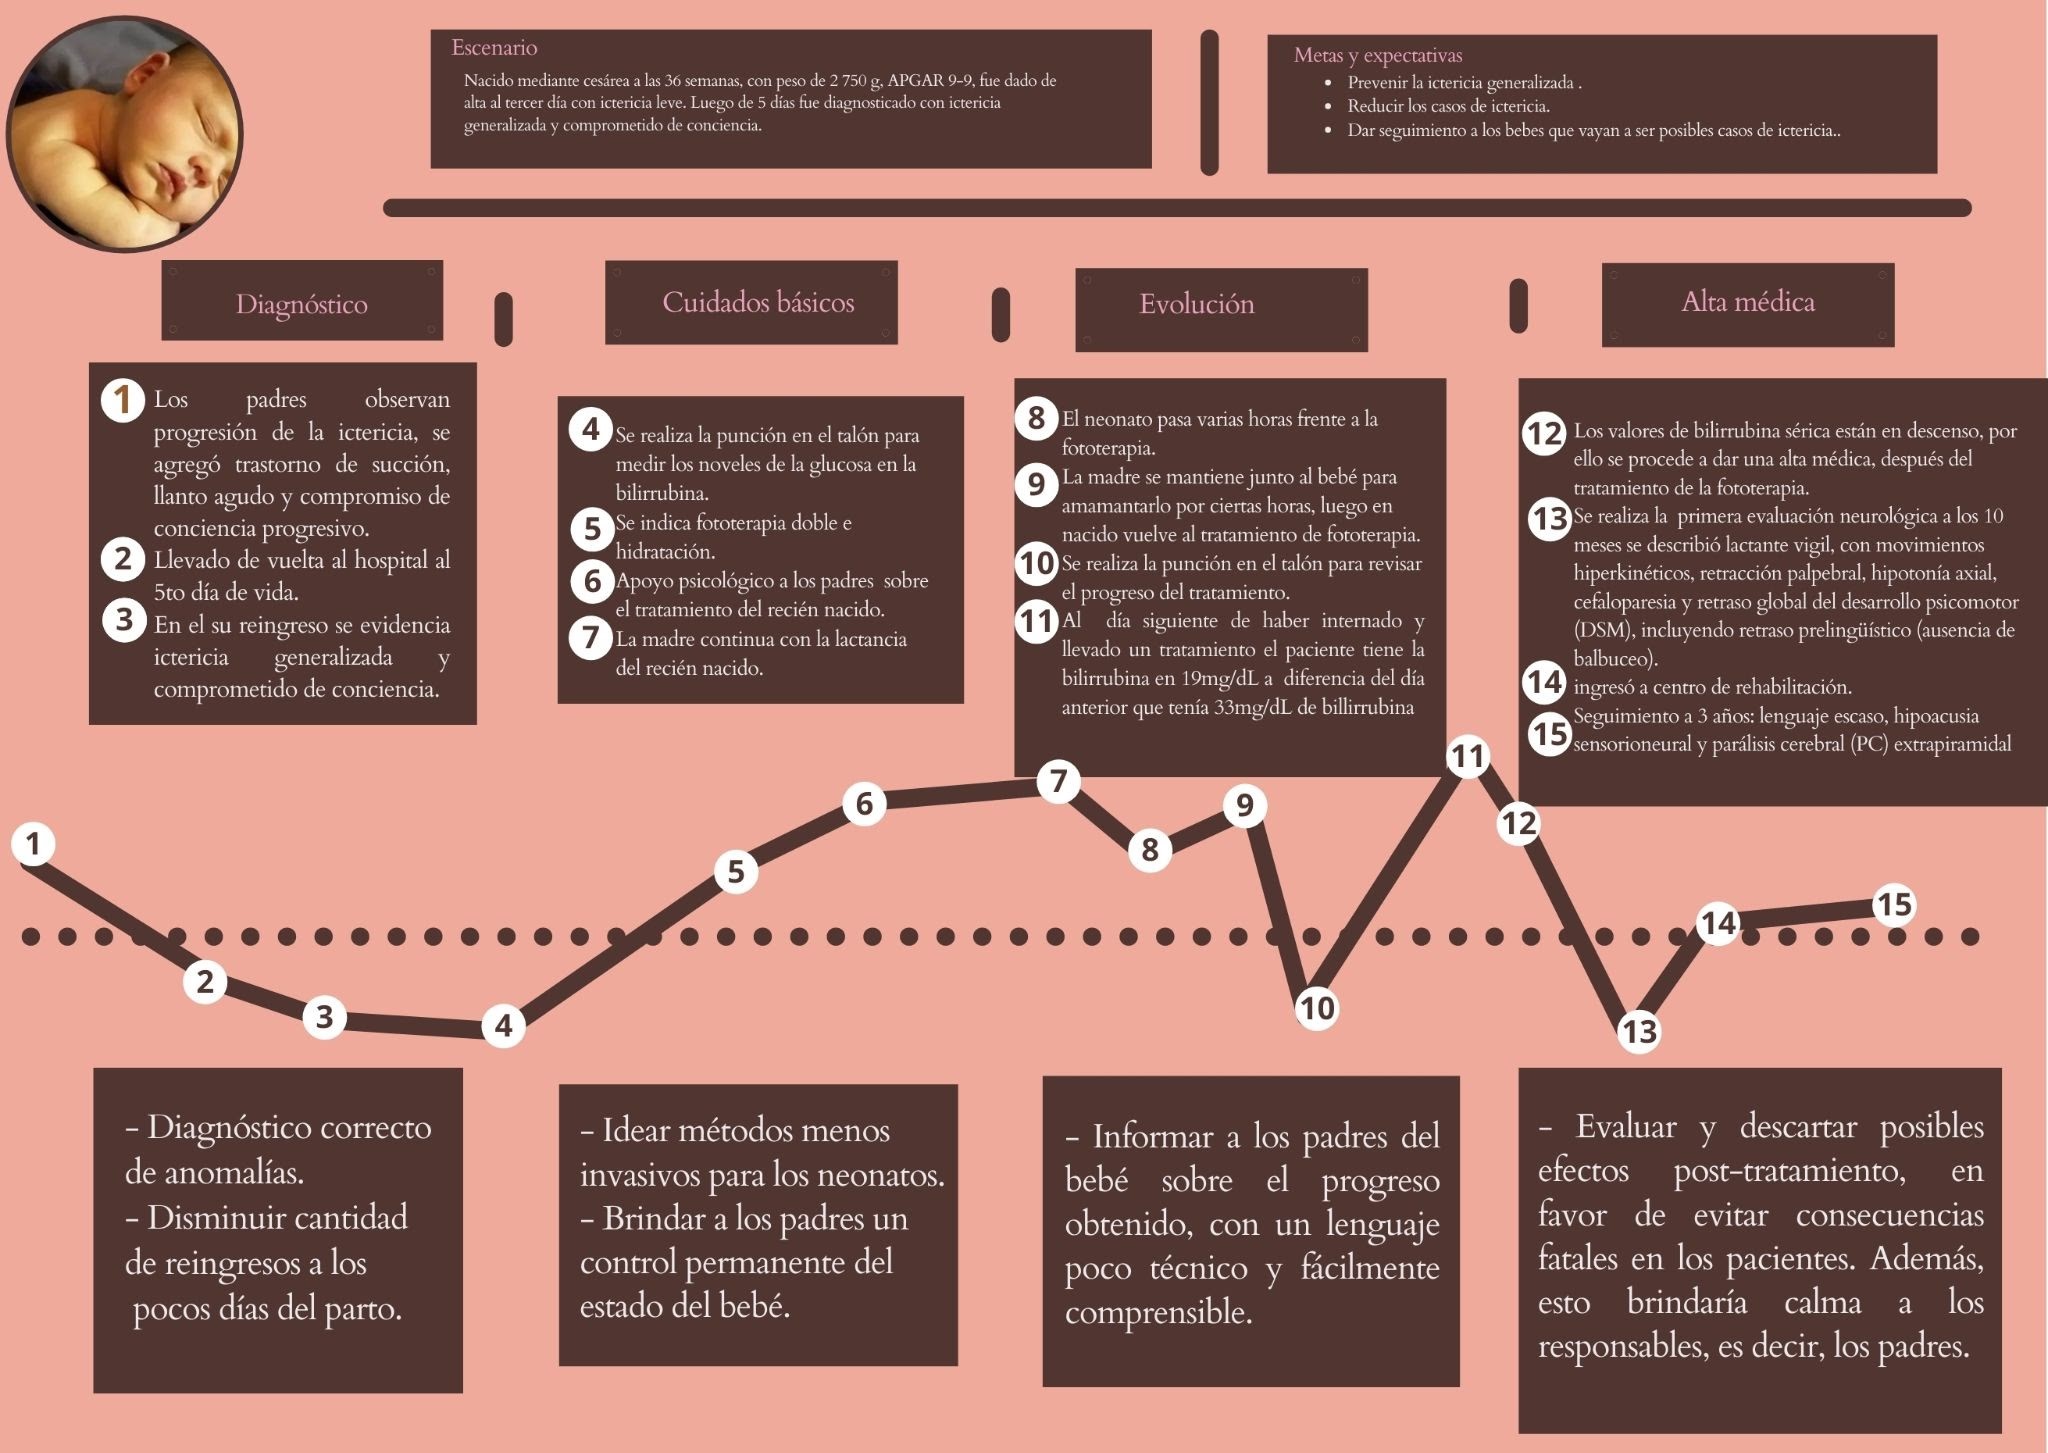 Escenario
Nacido mediante cesárea a las 36 semanas, con peso de 2 750 g, APGAR 9-9, fue dado de
alta al tercer día con ictericia leve. Luego de 5 días fue diagnosticado con ictericia
generalizada y comprometido de conciencia.
Metas y expectativas
• Prevenir la ictericia generalizada .
• Reducir los casos de ictericia.
• Dar seguimiento a los bebes que vayan a ser posibles casos de ictericia..
Diagnóstico
Cuidados básicos
Evolución
Alta médica
1 Los padres observan
progresión de la ictericia, se
agregó trastorno de succión,
llanto agudo y compromiso de
conciencia progresivo.
2 Llevado de vuelta al hospital al
5to día de vida.
3 En el su reingreso se evidencia
ictericia generalizada y
comprometido de conciencia.
4 Se realiza la punción en el talón para
medir los noveles de la glucosa en la
bilirrubina.
5 Se indica fototerapia doble e
hidratación.
6 Apoyo psicológico a los padres sobre
el tratamiento del recién nacido.
7 La madre continua con la lactancia
del recién nacido.
8 El neonato pasa varias horas frente a la
fototerapia.
9 La madre se mantiene junto al bebé para
amamantarlo por ciertas horas, luego en
nacido vuelve al tratamiento de fototerapia.
10 Se realiza la punción en el talón para revisar
el progreso del tratamiento.
11 Al día siguiente de haber internado y
llevado un tratamiento el paciente tiene la
bilirrubina en 19mg/dL a diferencia del día
anterior que tenía 33mg/dL de billirrubina
12 Los valores de bilirrubina sérica están en descenso, por
ello se procede a dar una alta médica, después del
tratamiento de la fototerapia.
13 Se realiza la primera evaluación neurológica a los 10
meses se describió lactante vigil, con movimientos
hiperkinéticos, retracción palpebral, hipotonía axial,
cefaloparesia y retraso global del desarrollo psicomotor
(DSM), incluyendo retraso prelingüístico (ausencia de
balbuceo).
14 ingresó a centro de rehabilitación.
15 Seguimiento a 3 años: lenguaje escaso, hipoacusia
sensorioneural y parálisis cerebral (PC) extrapiramidal
1
2
3
4
5
6
7
8
9
10
11
12
13
14
15
- Diagnóstico correcto
de anomalías.
- Disminuir cantidad
de reingresos a los
pocos días del parto.
- Idear métodos menos
invasivos para los neonatos.
- Brindar a los padres un
control permanente del
estado del bebé.
- Informar a los padres del
bebé sobre el progreso
obtenido, con un lenguaje
poco técnico y fácilmente
comprensible.
- Evaluar y descartar posibles
efectos post-tratamiento, en
favor de evitar consecuencias
fatales en los pacientes. Además,
esto brindaría calma a los
responsables, es decir, los padres.